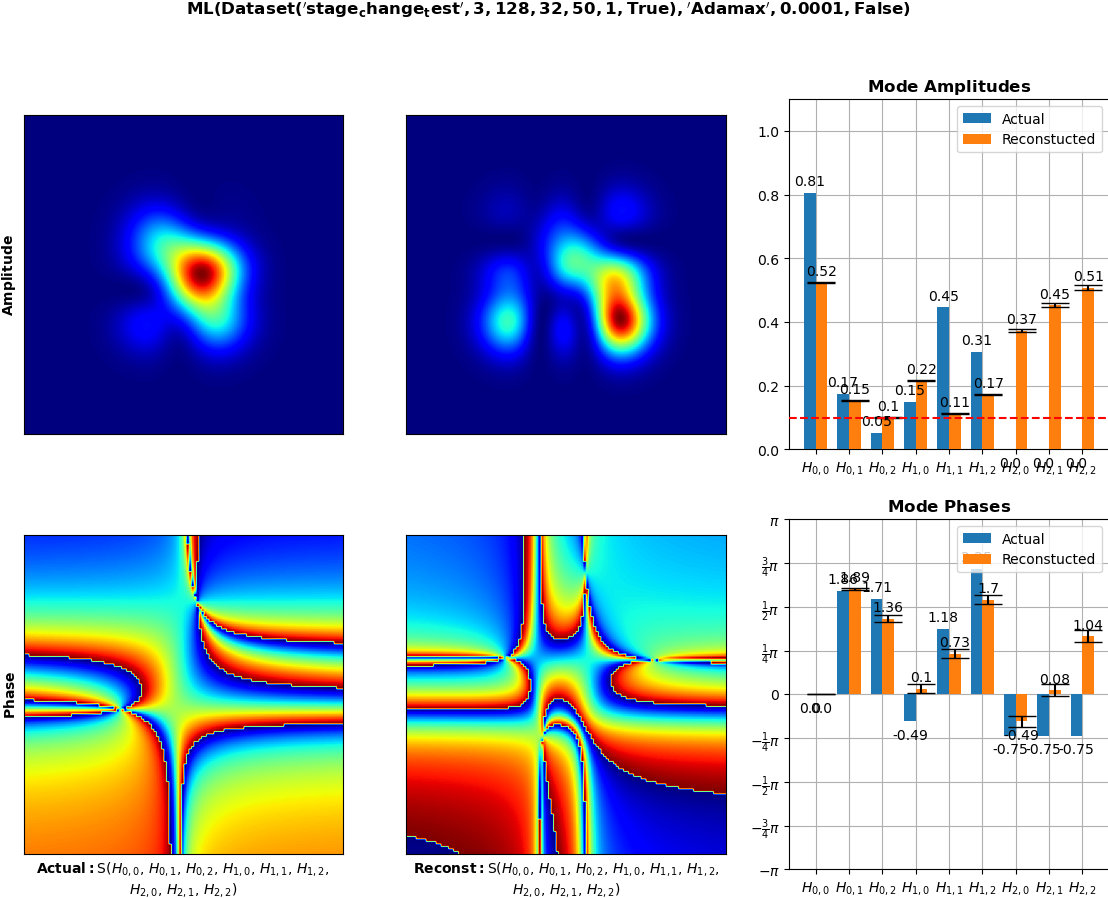 ML(Dataset('stage_change_test', 3, 128, 32, 50, 1, True), 'Adamax', 0.0001, False)
Mode Amplitudes
Actual
Reconstucted
1.0
0.8
0.6
0.4
0.2
0.0
0.81
0.52
0.17
0.15
0.05
0.1
0.15
0.22
0.45
0.11
0.31
0.17
0.0
0.37
0.0
0.45
0.0
0.51
H0,0 H0,1 H0,2 H1,0 H1,1 H1,2 H2,0 H2,1 H2,2
Amplitude
Mode Phases
Actual
Reconstucted
π
3/4π
1/2π
1/4π
0
−1/4π
−1/2π
−3/4π
−π
0.0
0.0
1.86
1.89
1.71
1.36
-0.49
0.1
1.18
0.73
1.7
-0.75
-0.49
-0.75
0.08
-0.75
1.04
H0,0 H0,1 H0,2 H1,0 H1,1 H1,2 H2,0 H2,1 H2,2
Phase
Actual: S(H0,0, H0,1, H0,2, H1,0, H1,1, H1,2,
H2,0, H2,1, H2,2)
Reconst: S(H0,0, H0,1, H0,2, H1,0, H1,1, H1,2,
H2,0, H2,1, H2,2)